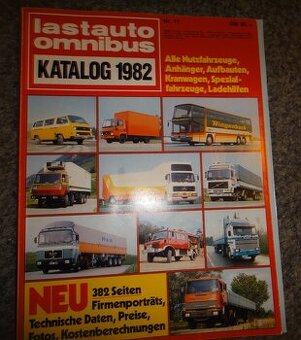 lastauto
omnibus
KATALOG 1982
Alle Nutzfahrzeuge,
Anhänger, Aufbauten,
Kranwagen, Spezial-
fahrzeuge, Ladehilfen
NEU
382 Seiten
Firmenporträts,
Technische Daten, Preise,
Fotos, Kostenberechnungen